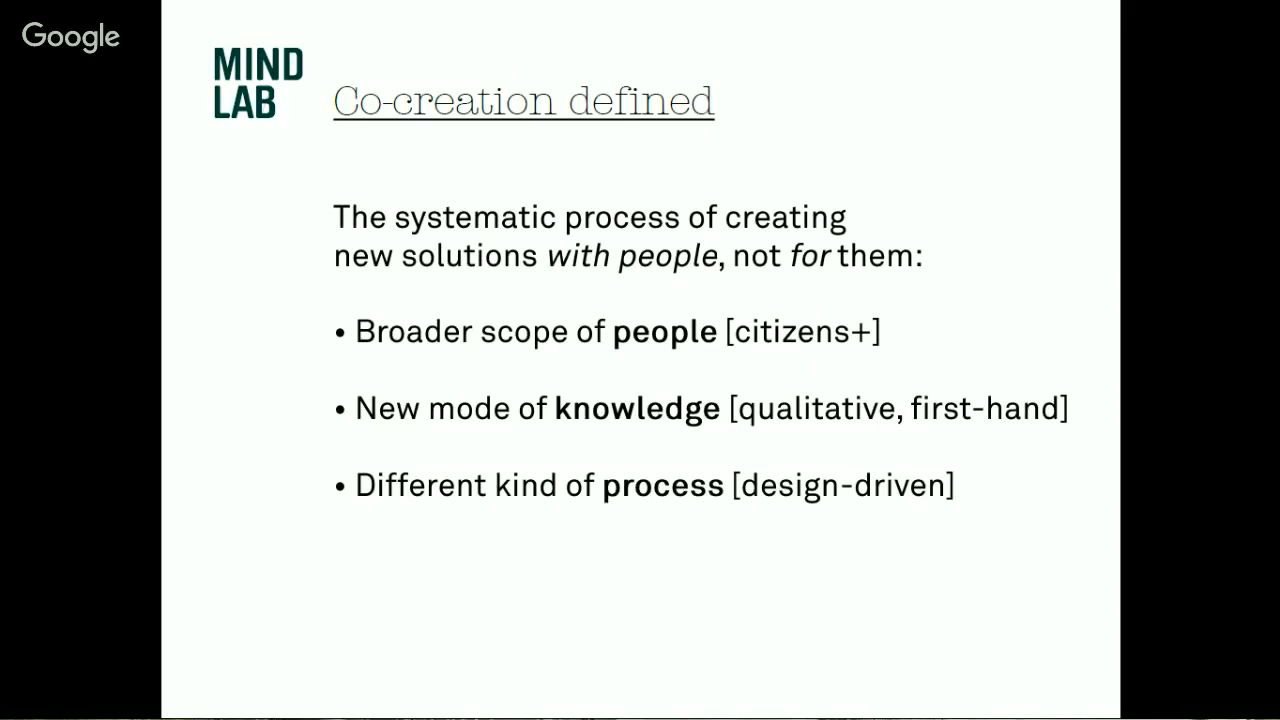 Google
MIND
LAB
Co-creation defined
The systematic process of creating
new solutions with people, not for them:
• Broader scope of people [citizens+]
• New mode of knowledge [qualitative, first-hand]
• Different kind of process [design-driven]